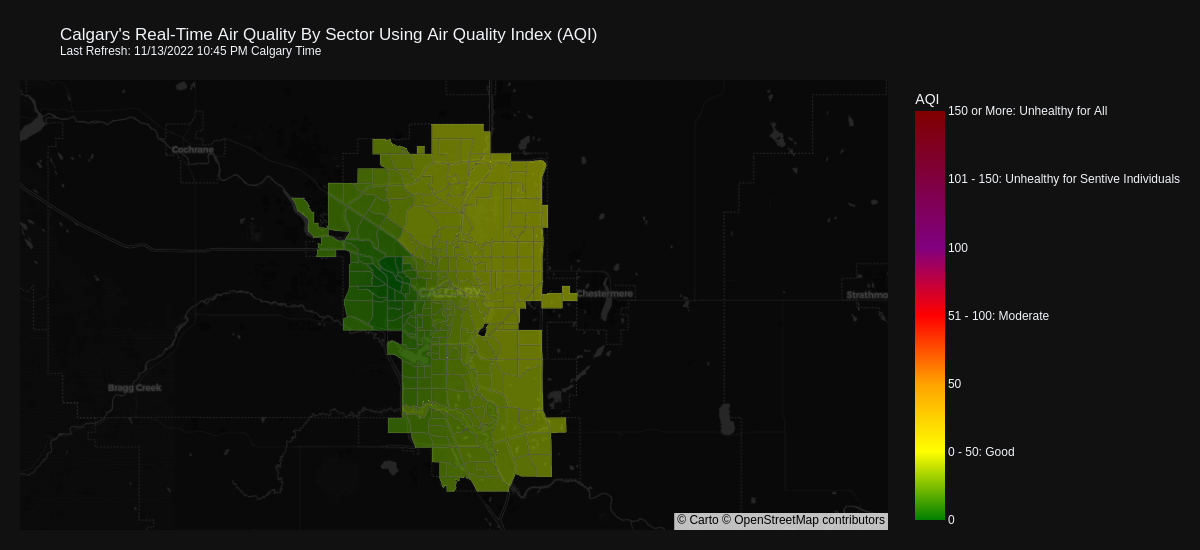 Calgary's Real-Time Air Quality By Sector Using Air Quality Index (AQI)
Last Refresh: 11/13/2022 10:45 PM Calgary Time
AQI
150 or More: Unhealthy for All
Cochrane
101 - 150: Unhealthy for Sentive Individuals
100
CALGARY
Chestermere
Strathmo
51 - 100: Moderate
Bragg Creek
50
0 - 50: Good
© Carto © OpenStreetMap contributors
0